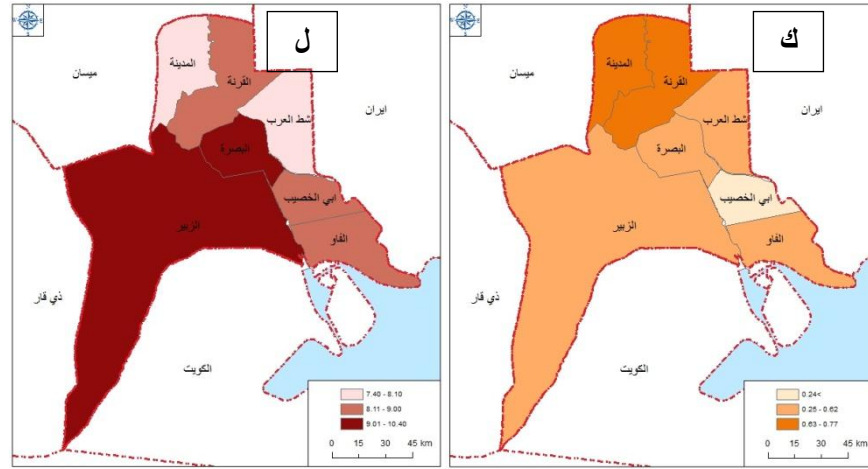 ل
المدينة
القرنة
ميسان
ايران
شط العرب
البصرة
ابي الخصيب
الزبير
الفاو
ذي قار
الكويت
7.40 - 8.10
8.11 - 9.00
9.01 - 10.40
0 15 30 45 km
ك
المدينة
القرنة
ميسان
ايران
شط العرب
البصرة
ابي الخصيب
الزبير
الفاو
ذي قار
الكويت
0.24<
0.25 - 0.62
0.63 - 0.77
0 15 30 45 km